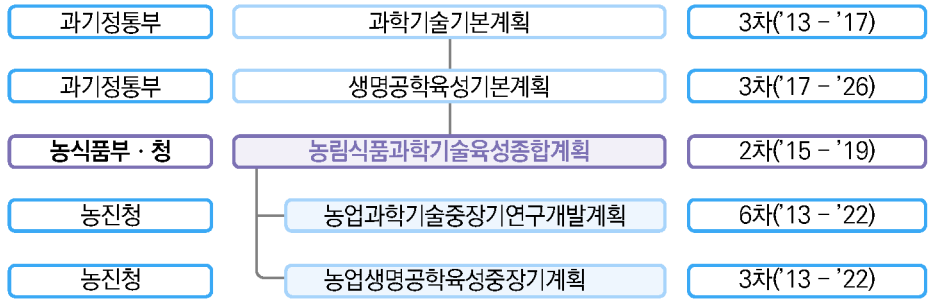 과기정통부 과학기술기본계획 3차('13 - '17)
과기정통부 생명공학육성기본계획 3차('17 - '26)
농식품부 · 청 농림식품과학기술육성종합계획 2차('15 - '19)
농진청 농업과학기술중장기연구개발계획 6차('13 - '22)
농진청 농업생명공학육성중장기계획 3차('13 - '22)